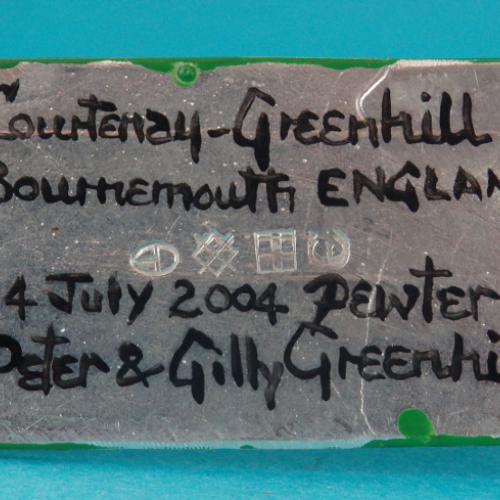 Courtenay-Greenhill
Bournemouth ENGLAN
4 July 2004 Pewter
Peter & Gilly Greenhi